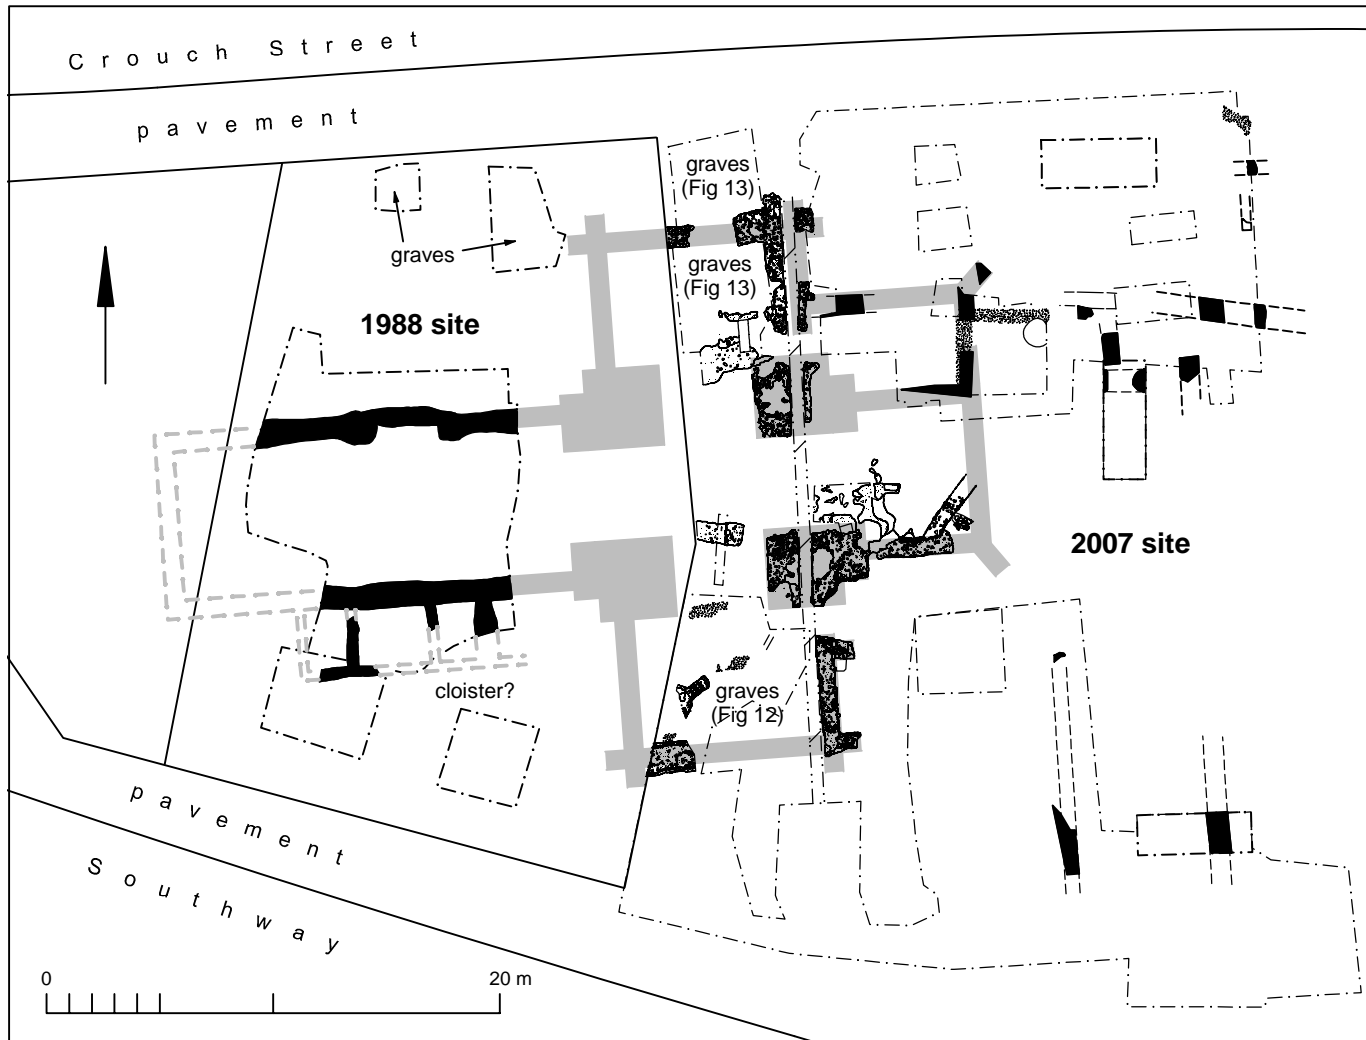 Crouch Street
pavement
graves
(Fig 13)
graves
graves
(Fig 13)
1988 site
2007 site
cloister?
graves
(Fig 12)
pavement
Southway
0
20 m